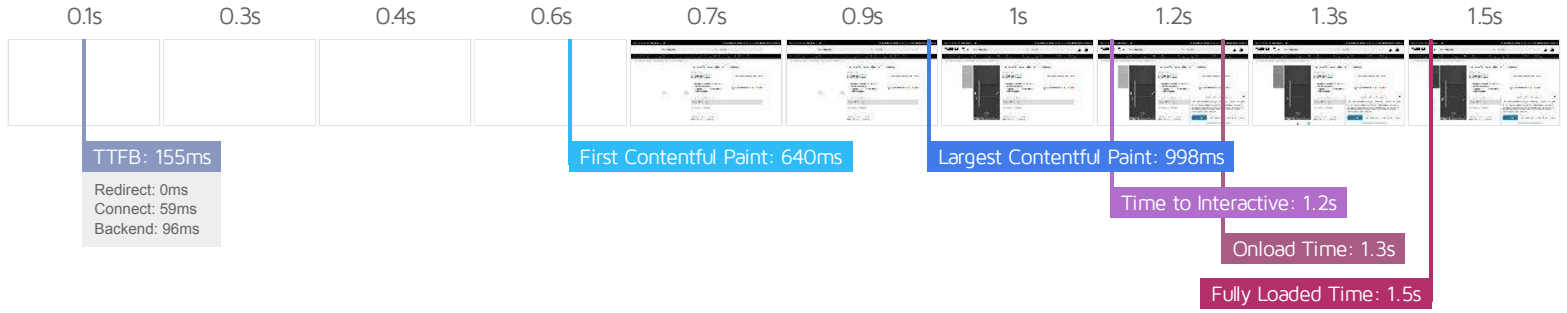 0.1s 0.3s 0.4s 0.6s 0.7s 0.9s 1s 1.2s 1.3s 1.5s
TTFB: 155ms
Redirect: 0ms
Connect: 59ms
Backend: 96ms
First Contentful Paint: 640ms
Largest Contentful Paint: 998ms
Time to Interactive: 1.2s
Onload Time: 1.3s
Fully Loaded Time: 1.5s